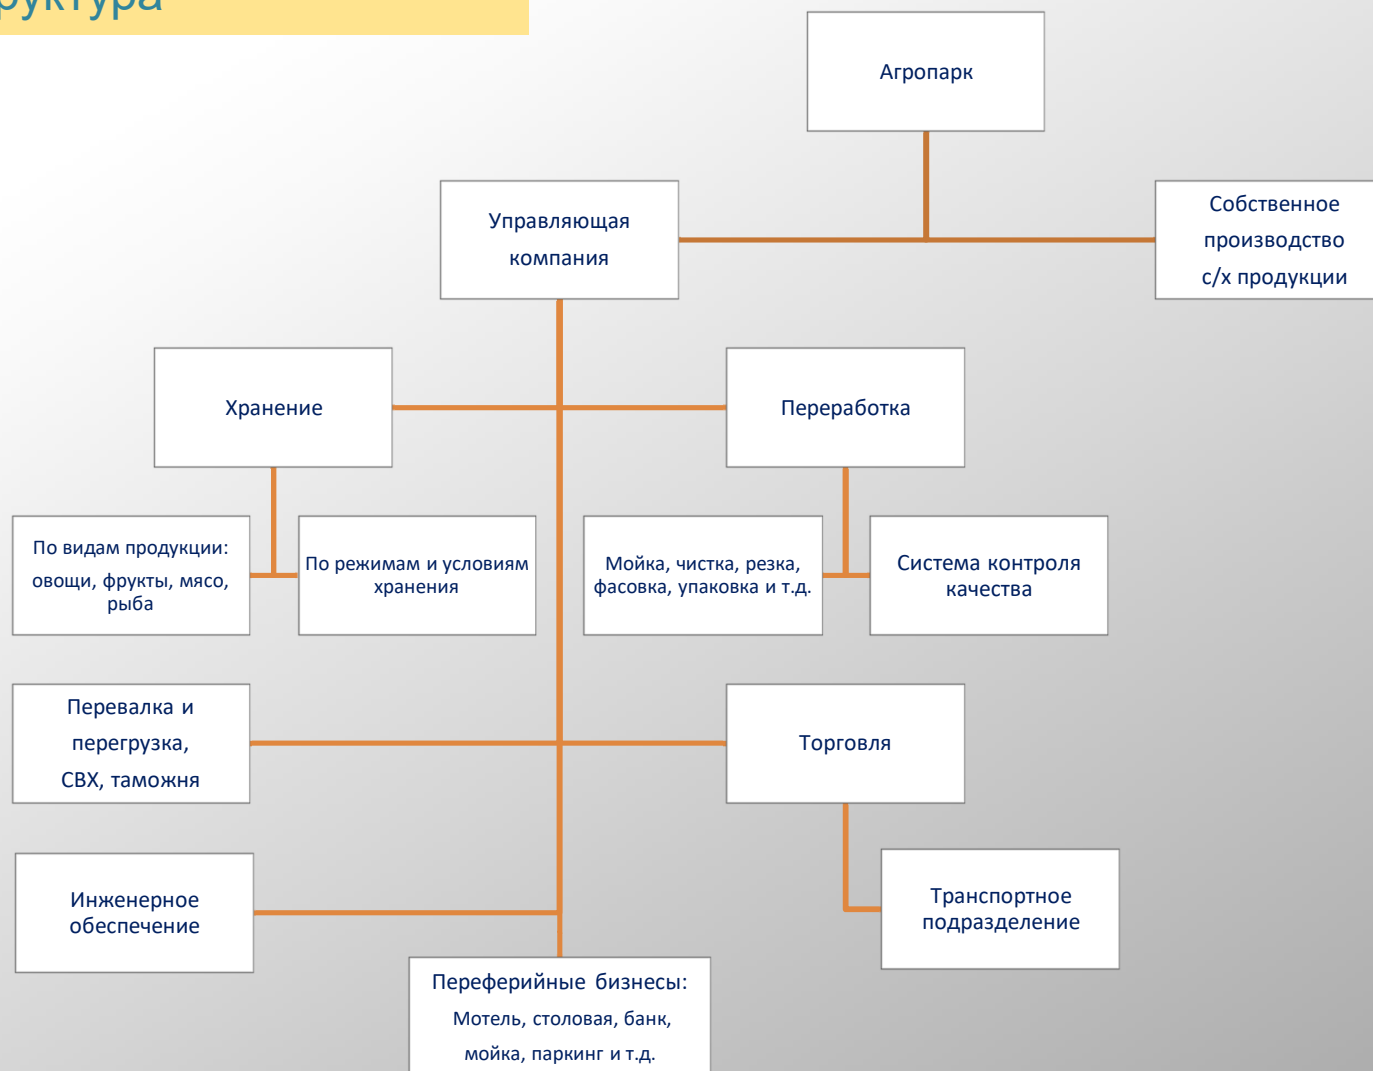 руктура
Агропарк
Управляющая
компания
Собственное
производство
с/х продукции
Хранение
Переработка
По видам продукции:
овощи, фрукты, мясо,
рыба
По режимам и условиям
хранения
Мойка, чистка, резка,
фасовка, упаковка и т.д.
Система контроля
качества
Перевалка и
перегрузка,
СВХ, таможня
Торговля
Инженерное
обеспечение
Транспортное
подразделение
Переферийные бизнесы:
Мотель, столовая, банк,
мойка, паркинг и т.д.